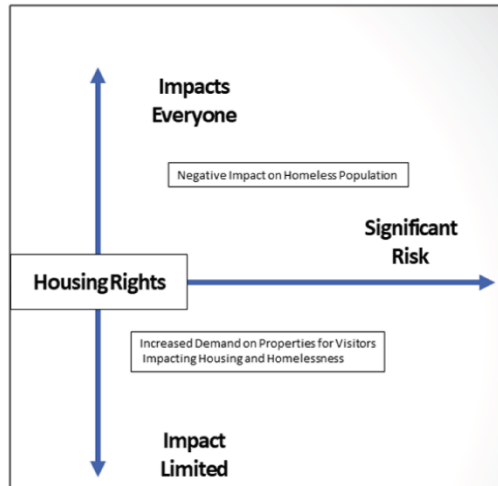 Impacts
Everyone
Negative Impact on Homeless Population
Significant
Risk
Housing Rights
Increased Demand on Properties for Visitors
Impacting Housing and Homelessness
Impact
Limited